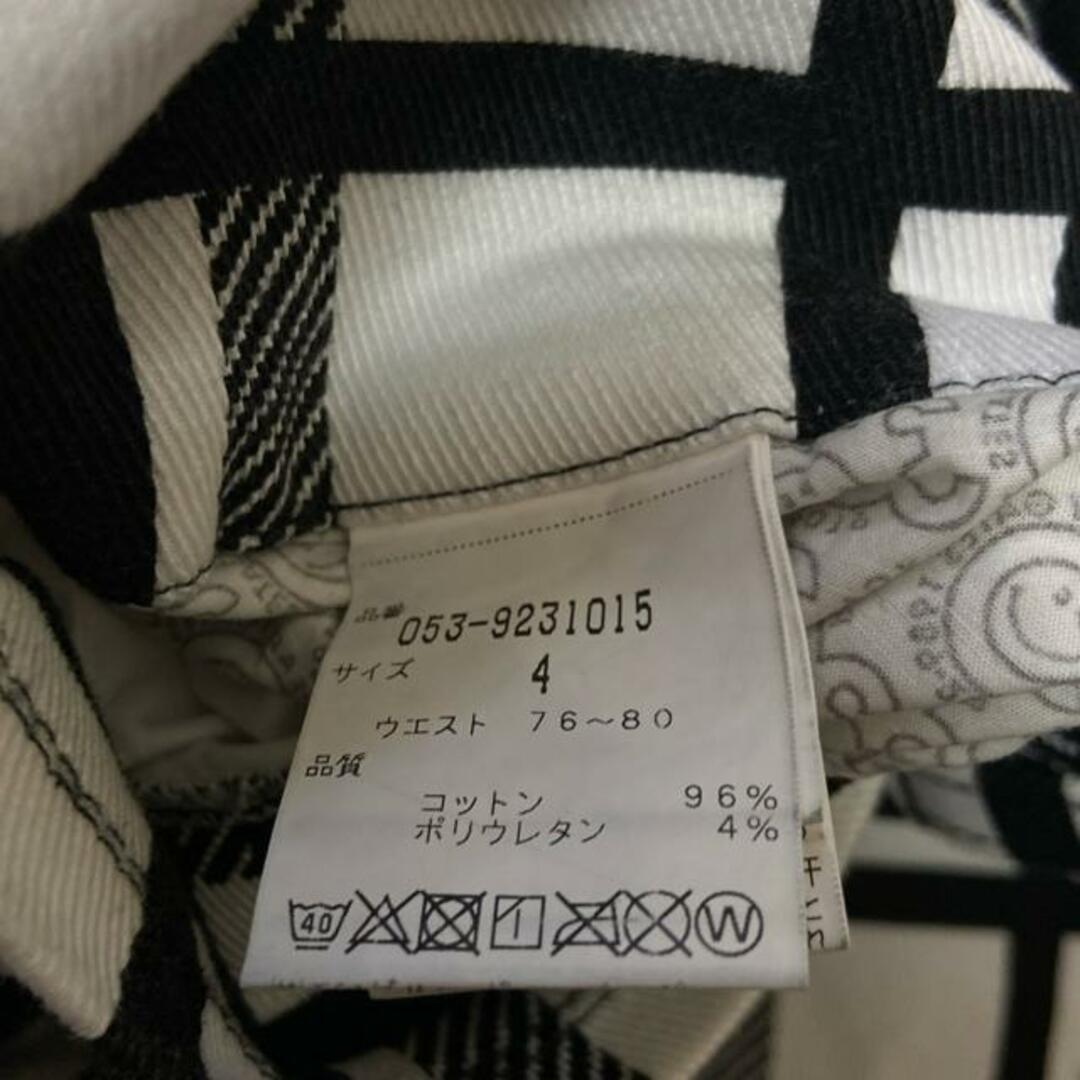 品番 053-9231015
サイズ 4
ウエスト 76～80
品質
コットン 96%
ポリウレタン 4%
40
W